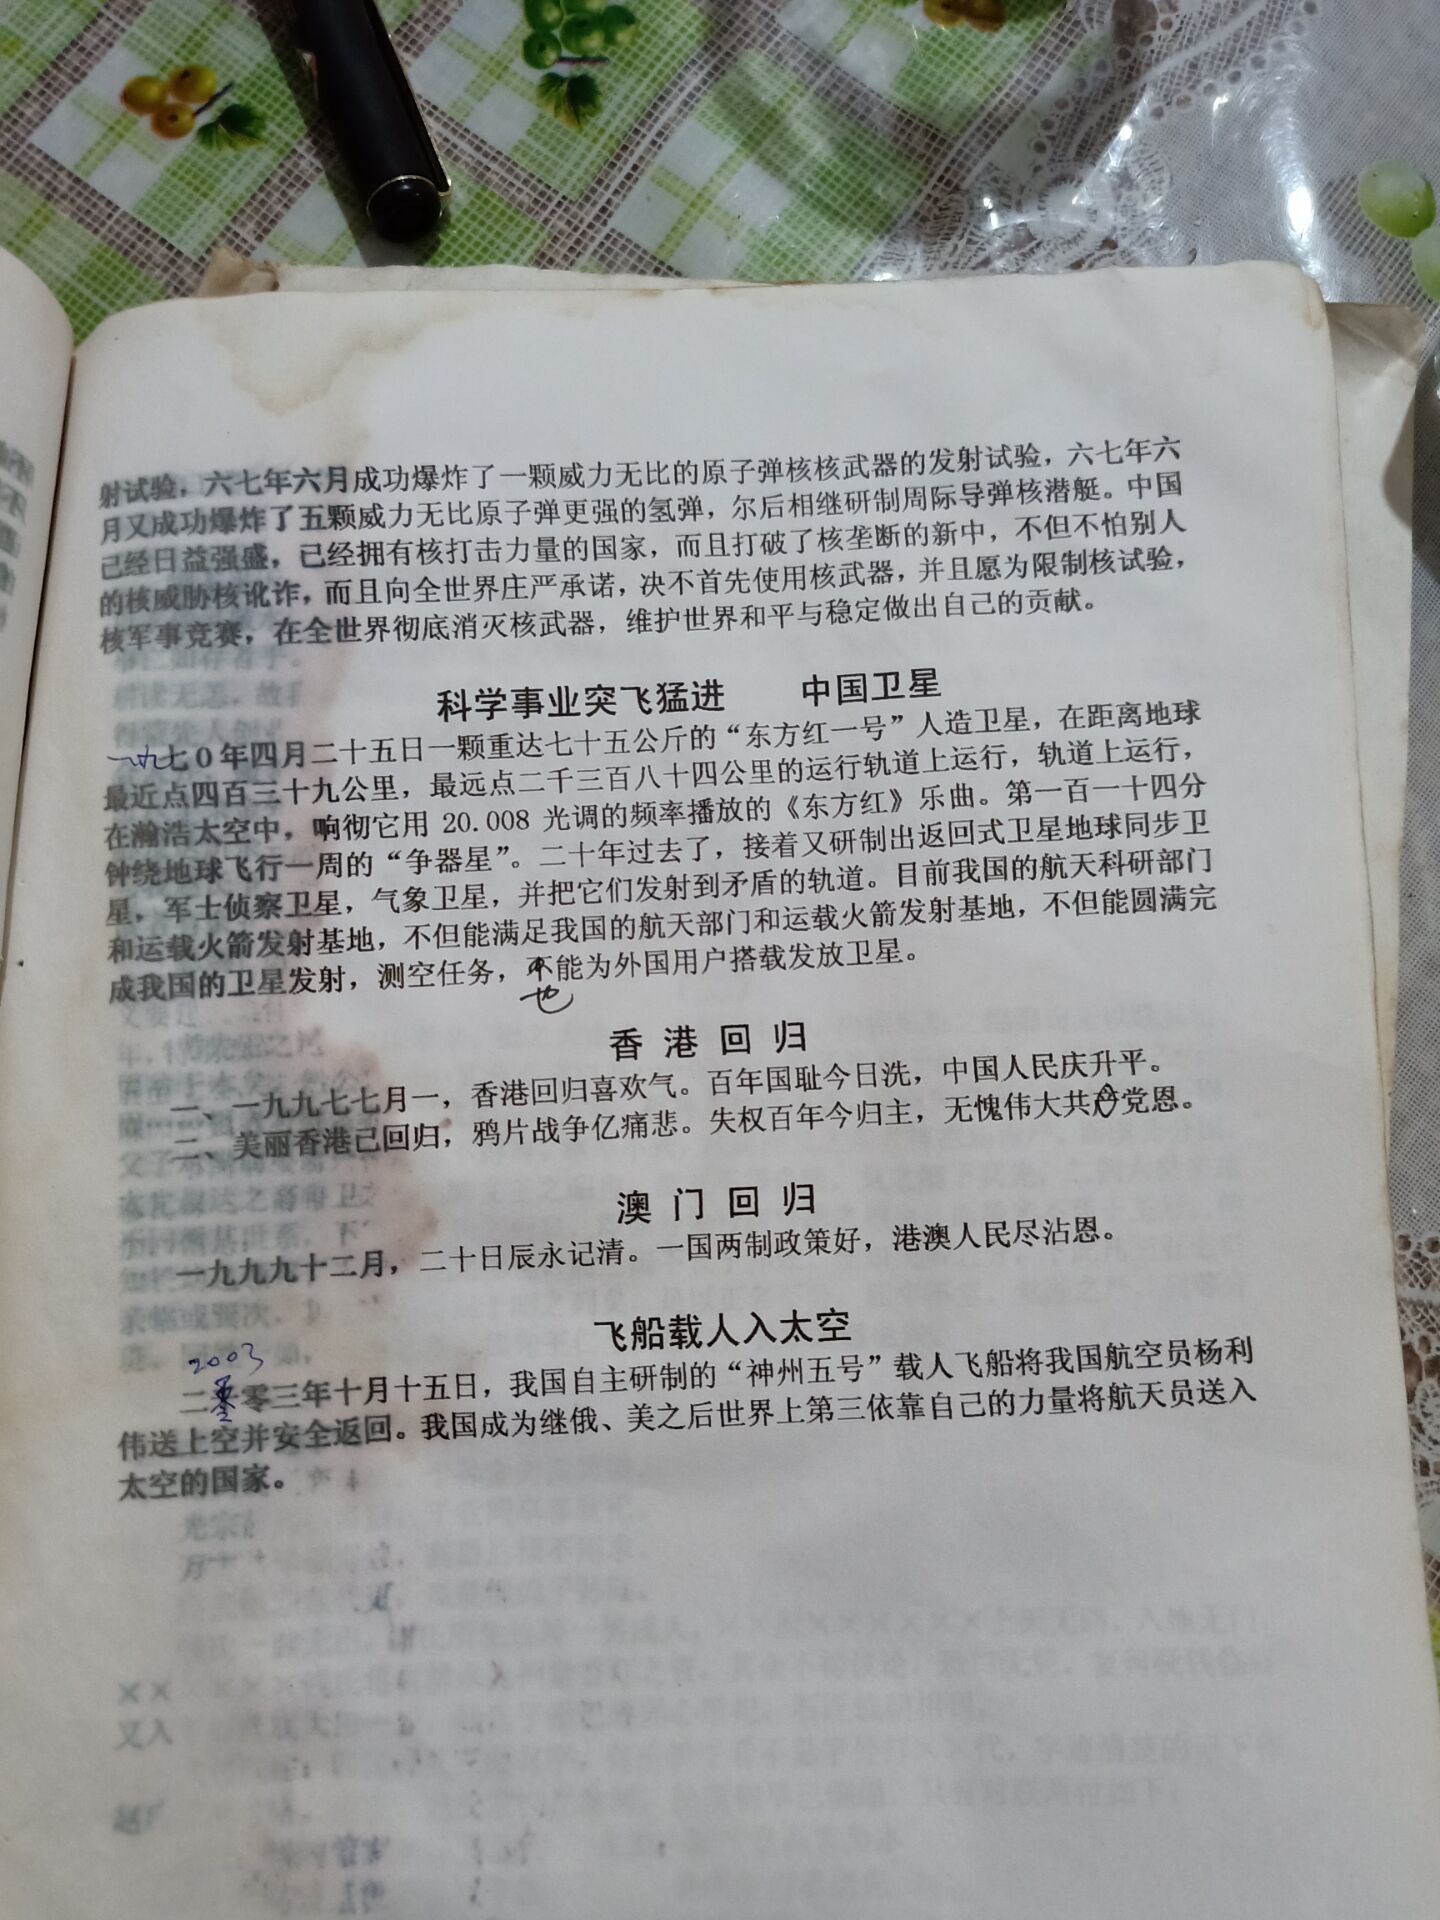 射试验，六七年六月成功爆炸了一颗威力无比的原子弹核核武器的发射试验，六七年六
月又成功爆炸了五颗威力无比原子弹更强的氢弹，尔后相继研制周际导弹核潜艇。中国
己经日益强盛，已经拥有核打击力量的国家，而且打破了核垄断的新中，不但不怕别人
的核威胁核讹诈，而且向全世界庄严承诺，决不首先使用核武器，并且愿为限制核试验，
核军事竞赛，在全世界彻底消灭核武器，维护世界和平与稳定做出自己的贡献。
科学事业突飞猛进 中国卫星
一九七0年四月二十五日一颗重达七十五公斤的“东方红一号”人造卫星，在距离地球
最近点四百三十九公里，最远点二千三百八十四公里的运行轨道上运行，轨道上运行，
在瀚浩太空中，响彻它用 20.008 光调的频率播放的《东方红》乐曲。第一百一十四分
钟绕地球飞行一周的“争器星”。二十年过去了，接着又研制出返回式卫星地球同步卫
星，军士侦察卫星，气象卫星，并把它们发射到矛盾的轨道。目前我国的航天科研部门
和运载火箭发射基地，不但能满足我国的航天部门和运载火箭发射基地，不但能圆满完
成我国的卫星发射，测空任务，不能为外国用户搭载发放卫星。
也
香港回归
一、一九九七七月一，香港回归喜欢气。百年国耻今日洗，中国人民庆升平。
二、美丽香港已回归，鸦片战争亿痛悲。失权百年今归主，无愧伟大共党恩。
澳门回归
一九九九十二月，二十日辰永记清。一国两制政策好，港澳人民尽沾恩。
飞船载人入太空
2003
二零三年十月十五日，我国自主研制的“神州五号”载人飞船将我国航空员杨利
伟送上空并安全返回。我国成为继俄、美之后世界上第三依靠自己的力量将航天员送入
太空的国家。